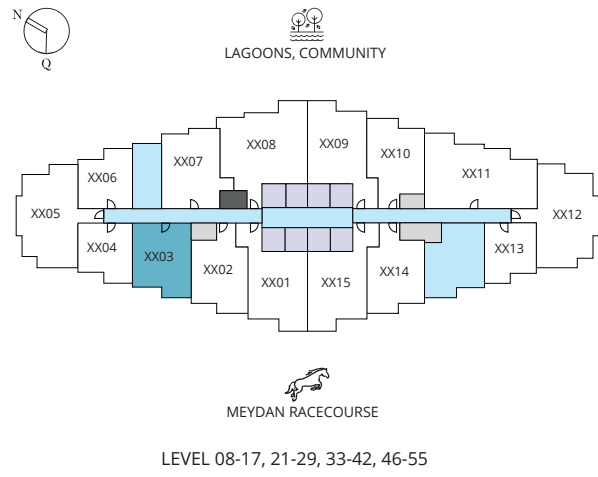 N
Q
LAGOONS, COMMUNITY
XX08
XX09
XX10
XX07
XX11
XX06
XX05
XX12
XX04
XX03
XX02
XX01
XX15
XX14
XX13
MEYDAN RACECOURSE
LEVEL 08-17, 21-29, 33-42, 46-55